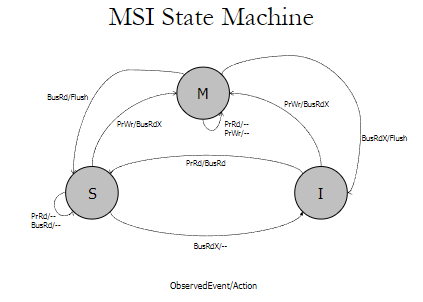 MSI State Machine
BusRd/Flush
M
PrWr/BusRdX
PrWr/BusRdX
PrRd/--
PrWr/--
BusRdX/Flush
PrRd/BusRd
S
I
PrRd/--
BusRd/--
BusRdX/--
ObservedEvent/Action